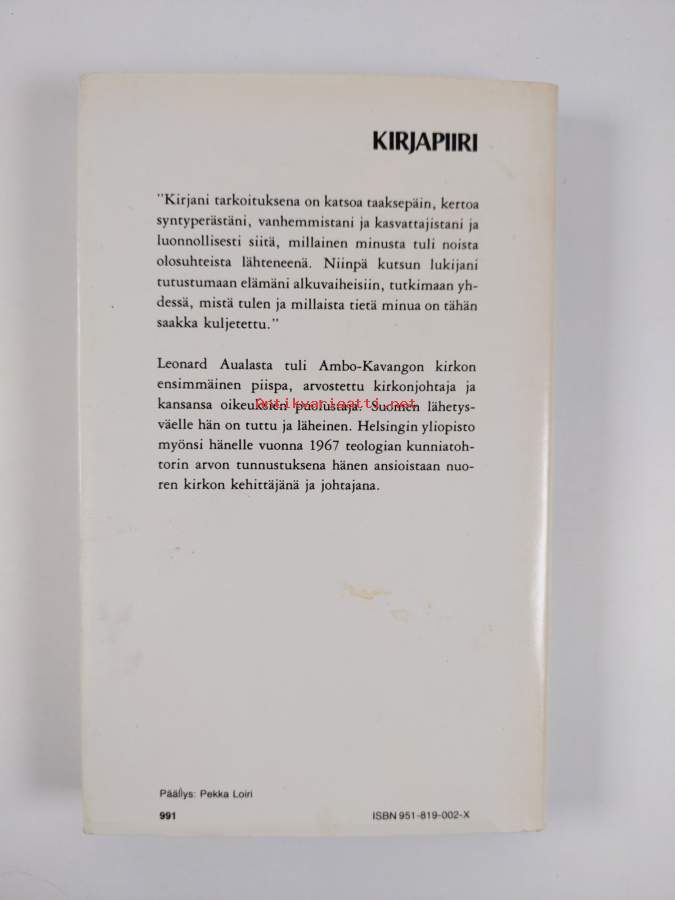 KIRJAPIIRI
"Kirjani tarkoituksena on katsoa taaksepäin, kertoa
syntyperästäni, vanhemmistani ja kasvattajistani ja
luonnollisesti siitä, millainen minusta tuli noista
olosuhteista lähteneenä. Niinpä kutsun lukijani
tutustumaan elämäni alkuvaiheisiin, tutkimaan yh-
dessä, mistä tulen ja millaista tietä minua on tähän
saakka kuljetettu."
Leonard Aualasta tuli Ambo-Kavangon kirkon
ensimmäinen piispa, arvostettu kirkonjohtaja ja
kansansa oikeuksien puolustaja. Suomen lähetys-
väelle hän on tuttu ja läheinen. Helsingin yliopisto
myönsi hänelle vuonna 1967 teologian kunniatoh-
torin arvon tunnustuksena hänen ansioistaan nuo-
ren kirkon kehittäjänä ja johtajana.
Antikvariaatti.net
Päällys: Pekka Loiri
991 ISBN 951-819-002-X